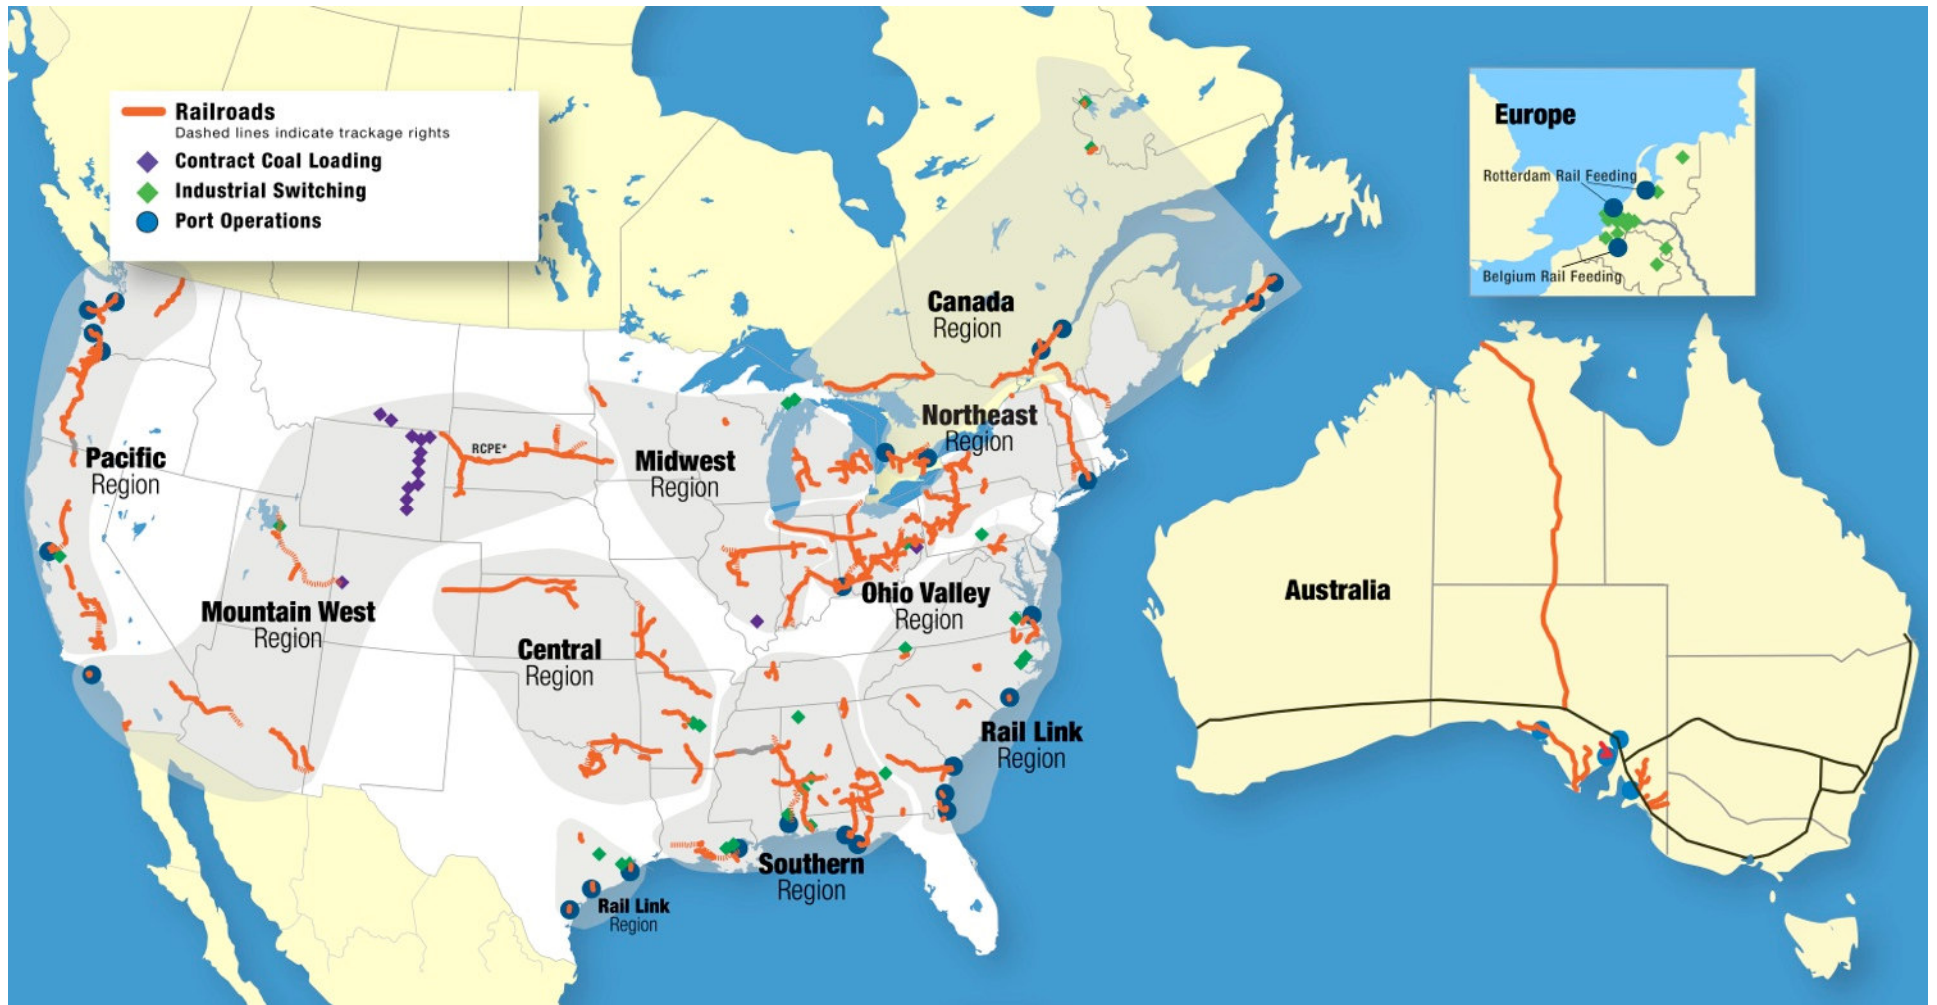 Railroads
Dashed lines indicate trackage rights
Contract Coal Loading
Industrial Switching
Port Operations
Europe
Rotterdam Rail Feeding
Belgium Rail Feeding
Canada
Region
Northeast
Region
Pacific
Region
RCPE*
Midwest
Region
Mountain West
Region
Ohio Valley
Region
Central
Region
Rail Link
Region
Southern
Region
Rail Link
Region
Australia